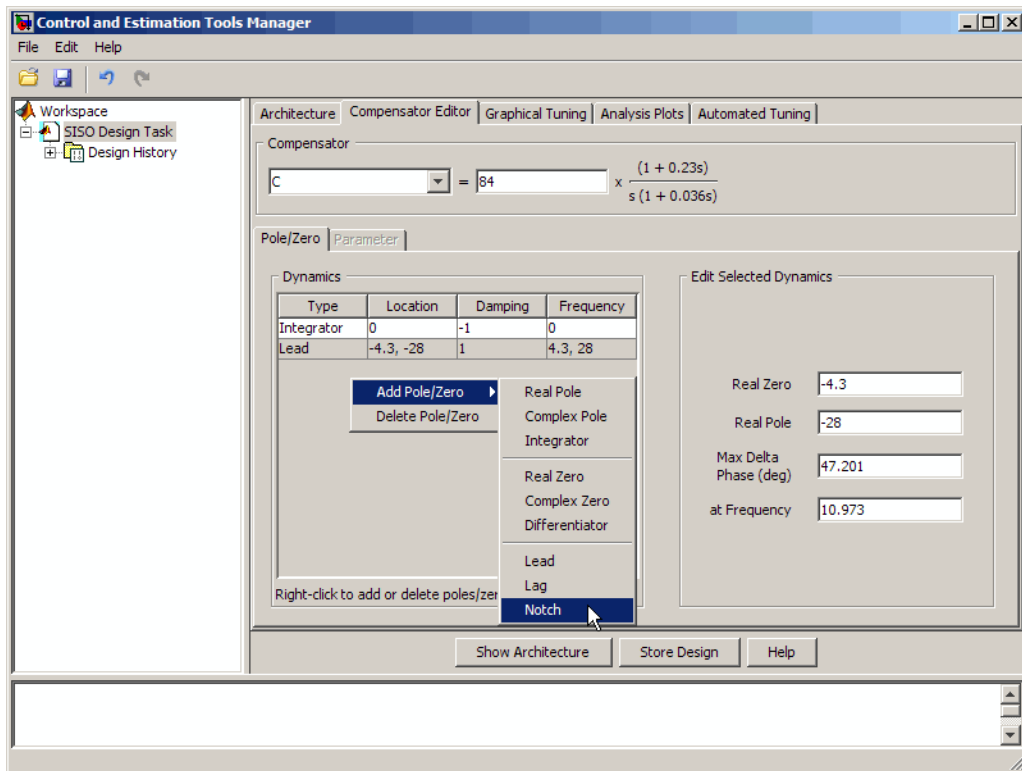 Control and Estimation Tools Manager
File Edit Help
Workspace
SISO Design Task
Design History
Architecture Compensator Editor Graphical Tuning Analysis Plots Automated Tuning
Compensator
C = 84 x (1 + 0.23s)
s (1 + 0.036s)
Pole/Zero Parameter
Dynamics
Type Location Damping Frequency
Integrator 0 -1 0
Lead -4.3, -28 1 4.3, 28
Add Pole/Zero
Delete Pole/Zero
Real Pole
Complex Pole
Integrator
Real Zero
Complex Zero
Differentiator
Lead
Lag
Notch
Right-click to add or delete poles/zer
Edit Selected Dynamics
Real Zero -4.3
Real Pole -28
Max Delta
Phase (deg) 47.201
at Frequency 10.973
Show Architecture Store Design Help